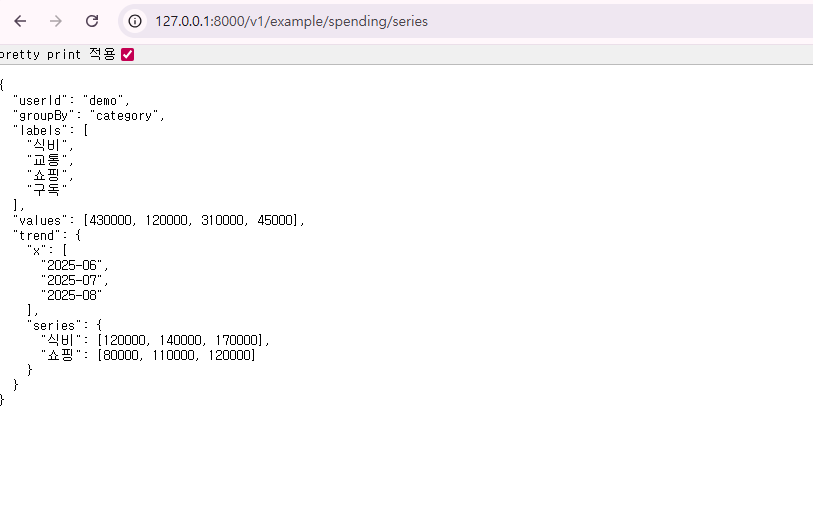 127.0.0.1:8000/v1/example/spending/series
pretty print 적용
{
  "userId": "demo",
  "groupBy": "category",
  "labels": [
    "식비",
    "교통",
    "쇼핑",
    "구독"
  ],
  "values": [430000, 120000, 310000, 45000],
  "trend": {
    "x": [
      "2025-06",
      "2025-07",
      "2025-08"
    ],
    "series": {
      "식비": [120000, 140000, 170000],
      "쇼핑": [80000, 110000, 120000]
    }
  }
}